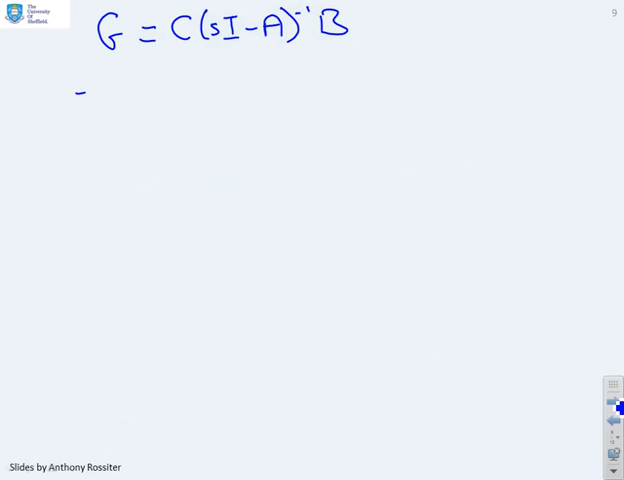 The
University
Of
Sheffield.
9
G = C(sI-A)⁻¹B
-
Slides by Anthony Rossiter